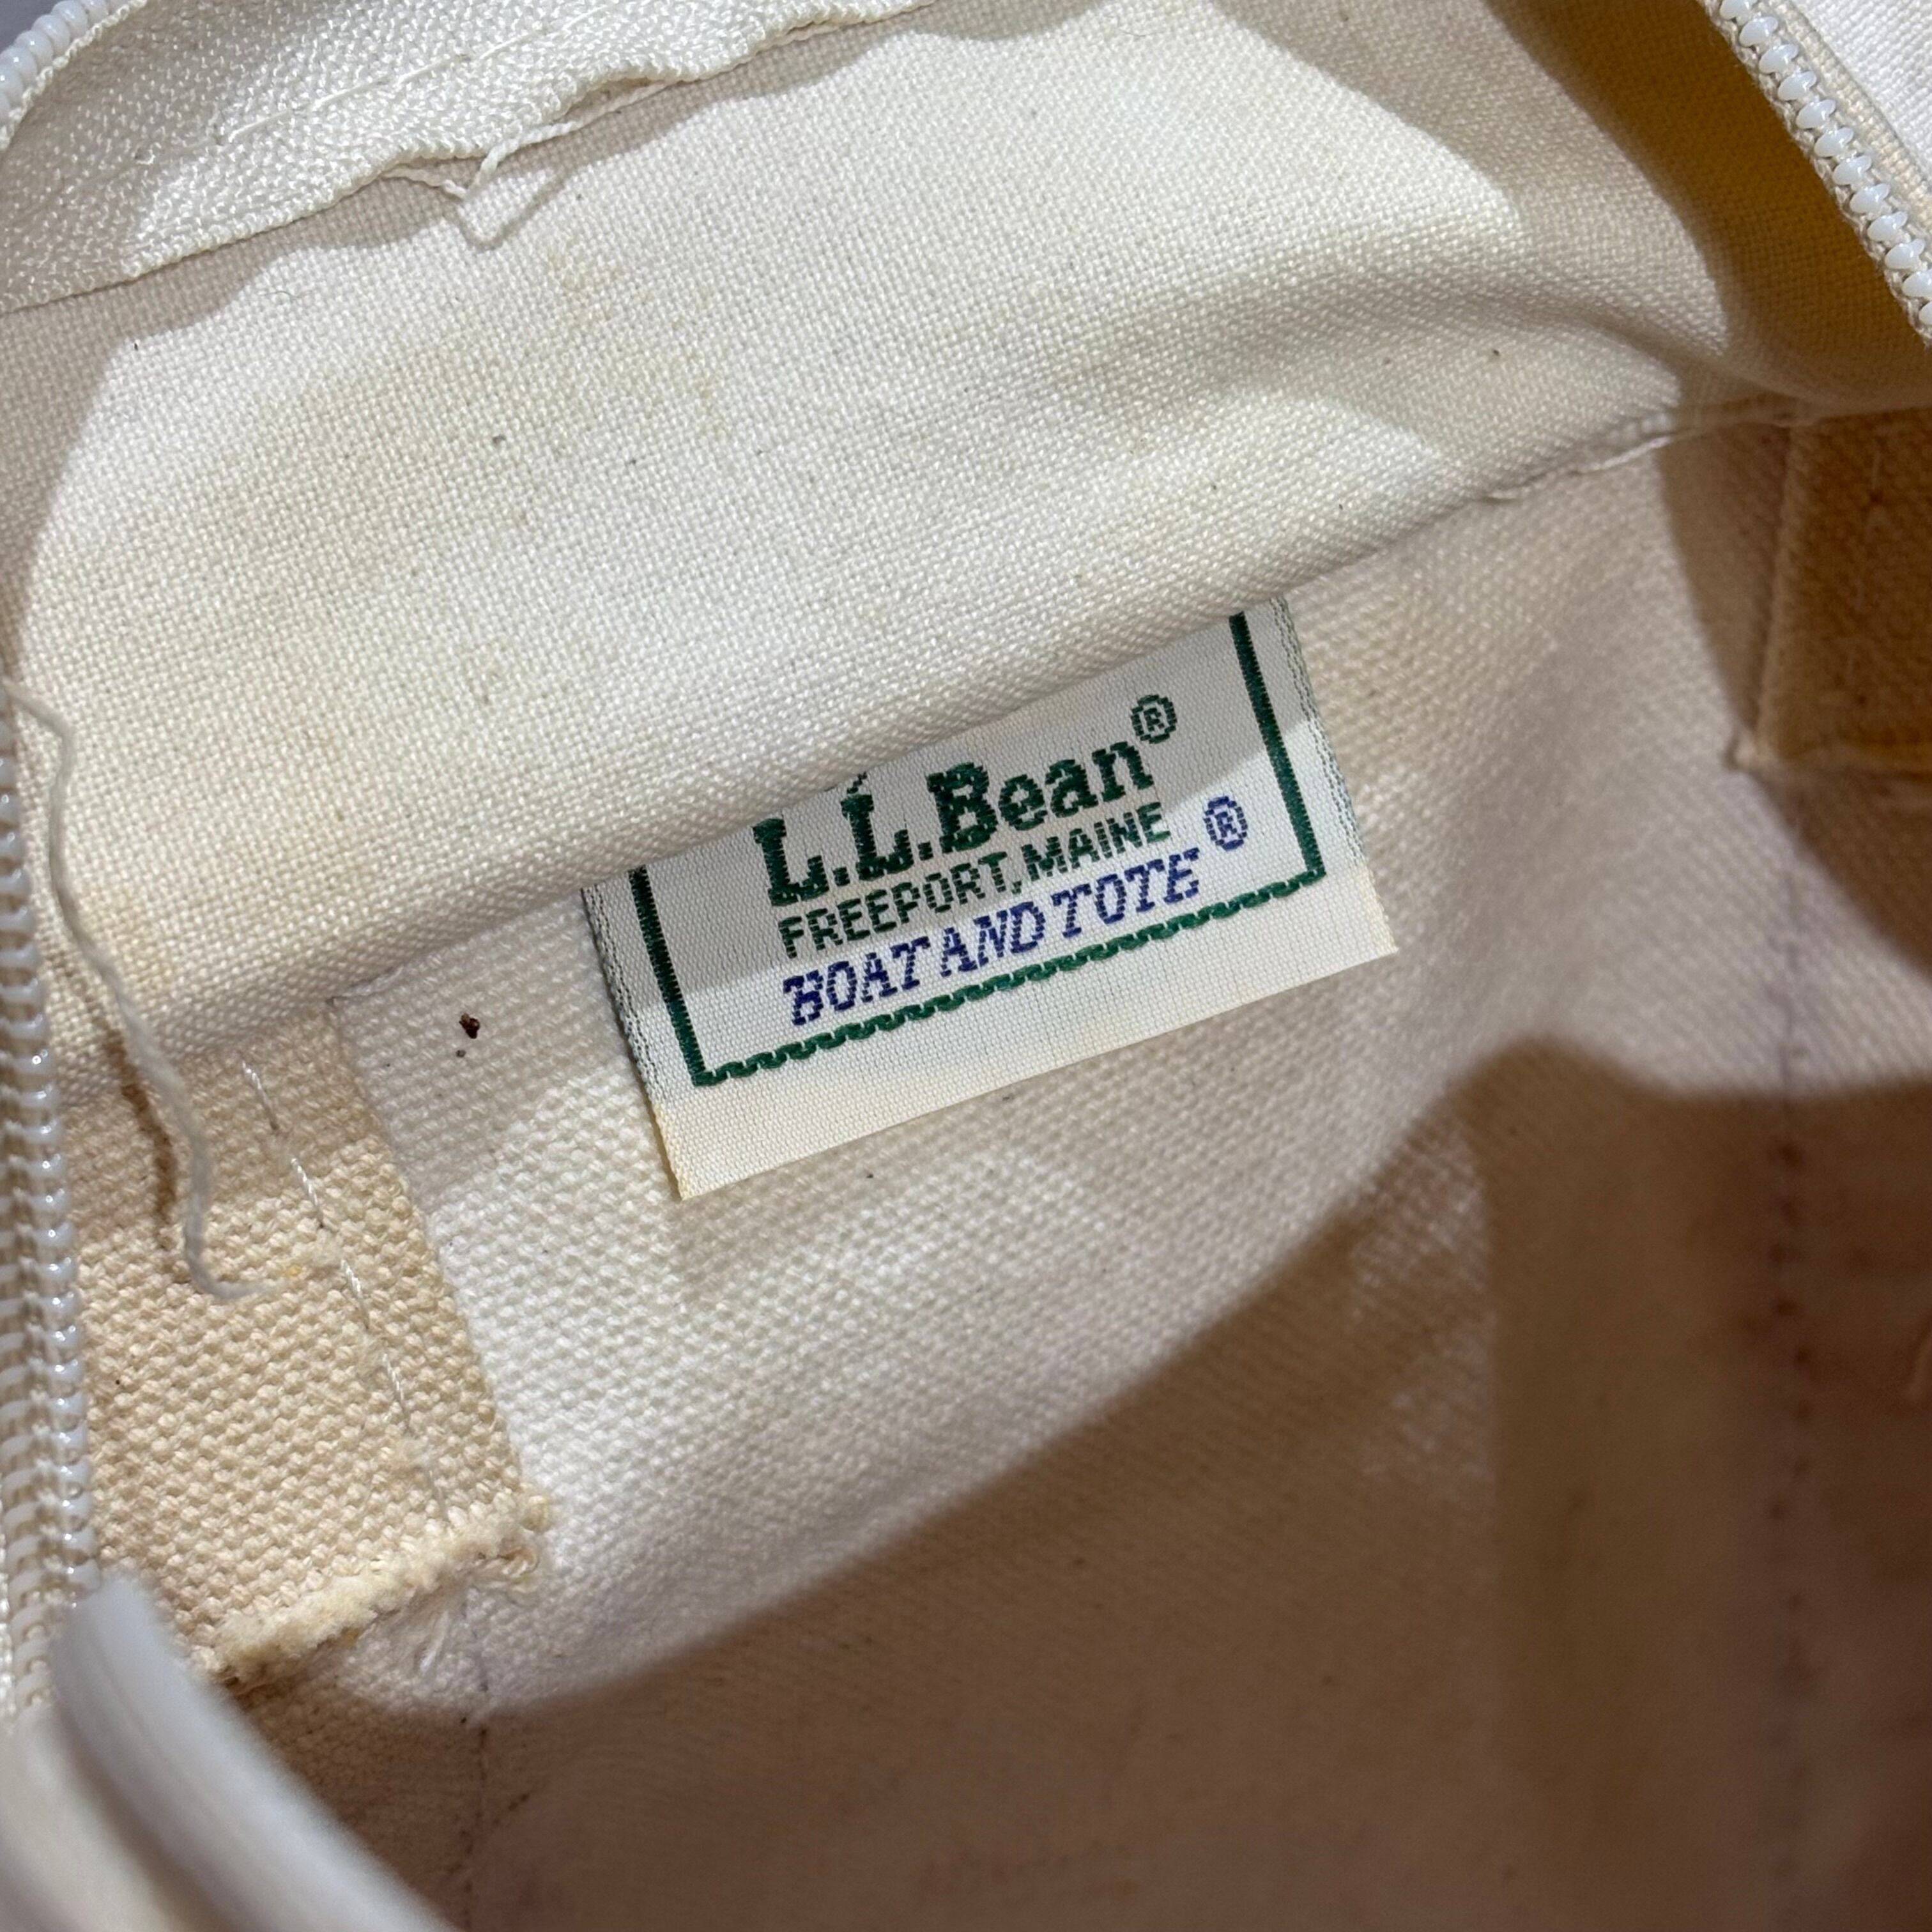 L.L.Bean®
FREEPORT, MAINE
BOAT AND TOTE®